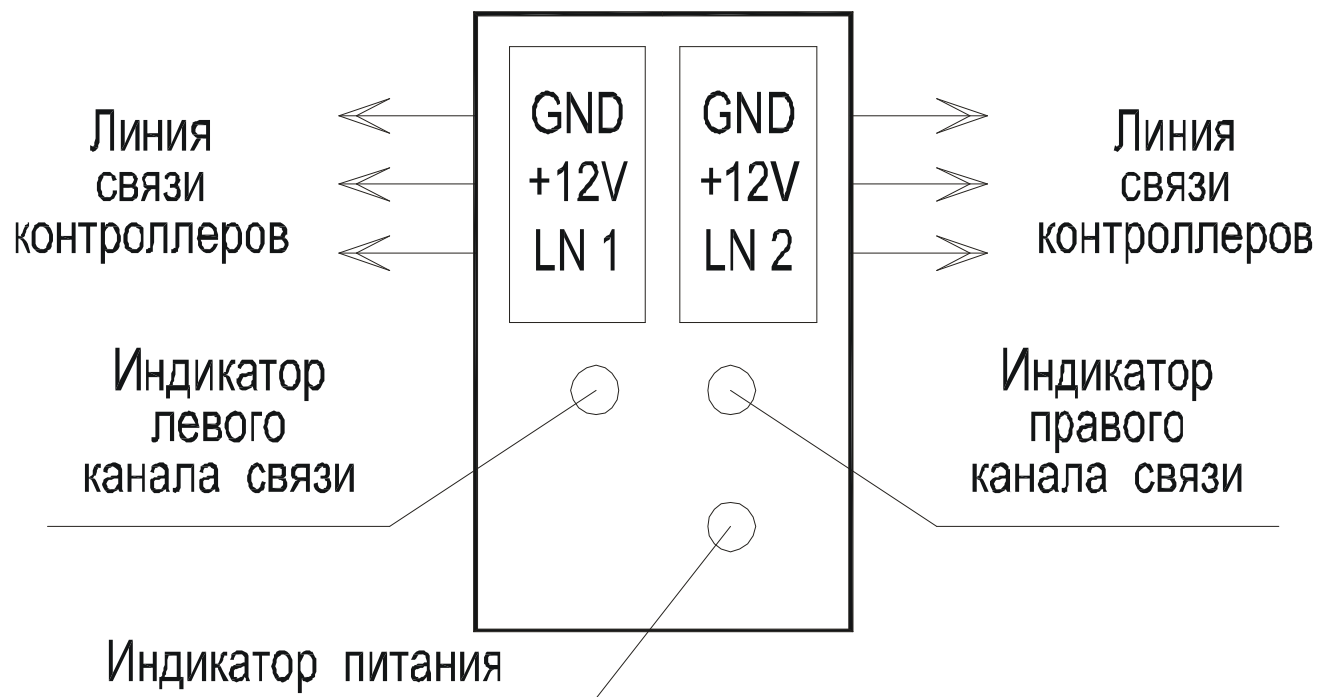 Линия
связи
контроллеров
GND
+12V
LN 1
GND
+12V
LN 2
Линия
связи
контроллеров
Индикатор
левого
канала связи
Индикатор
правого
канала связи
Индикатор питания